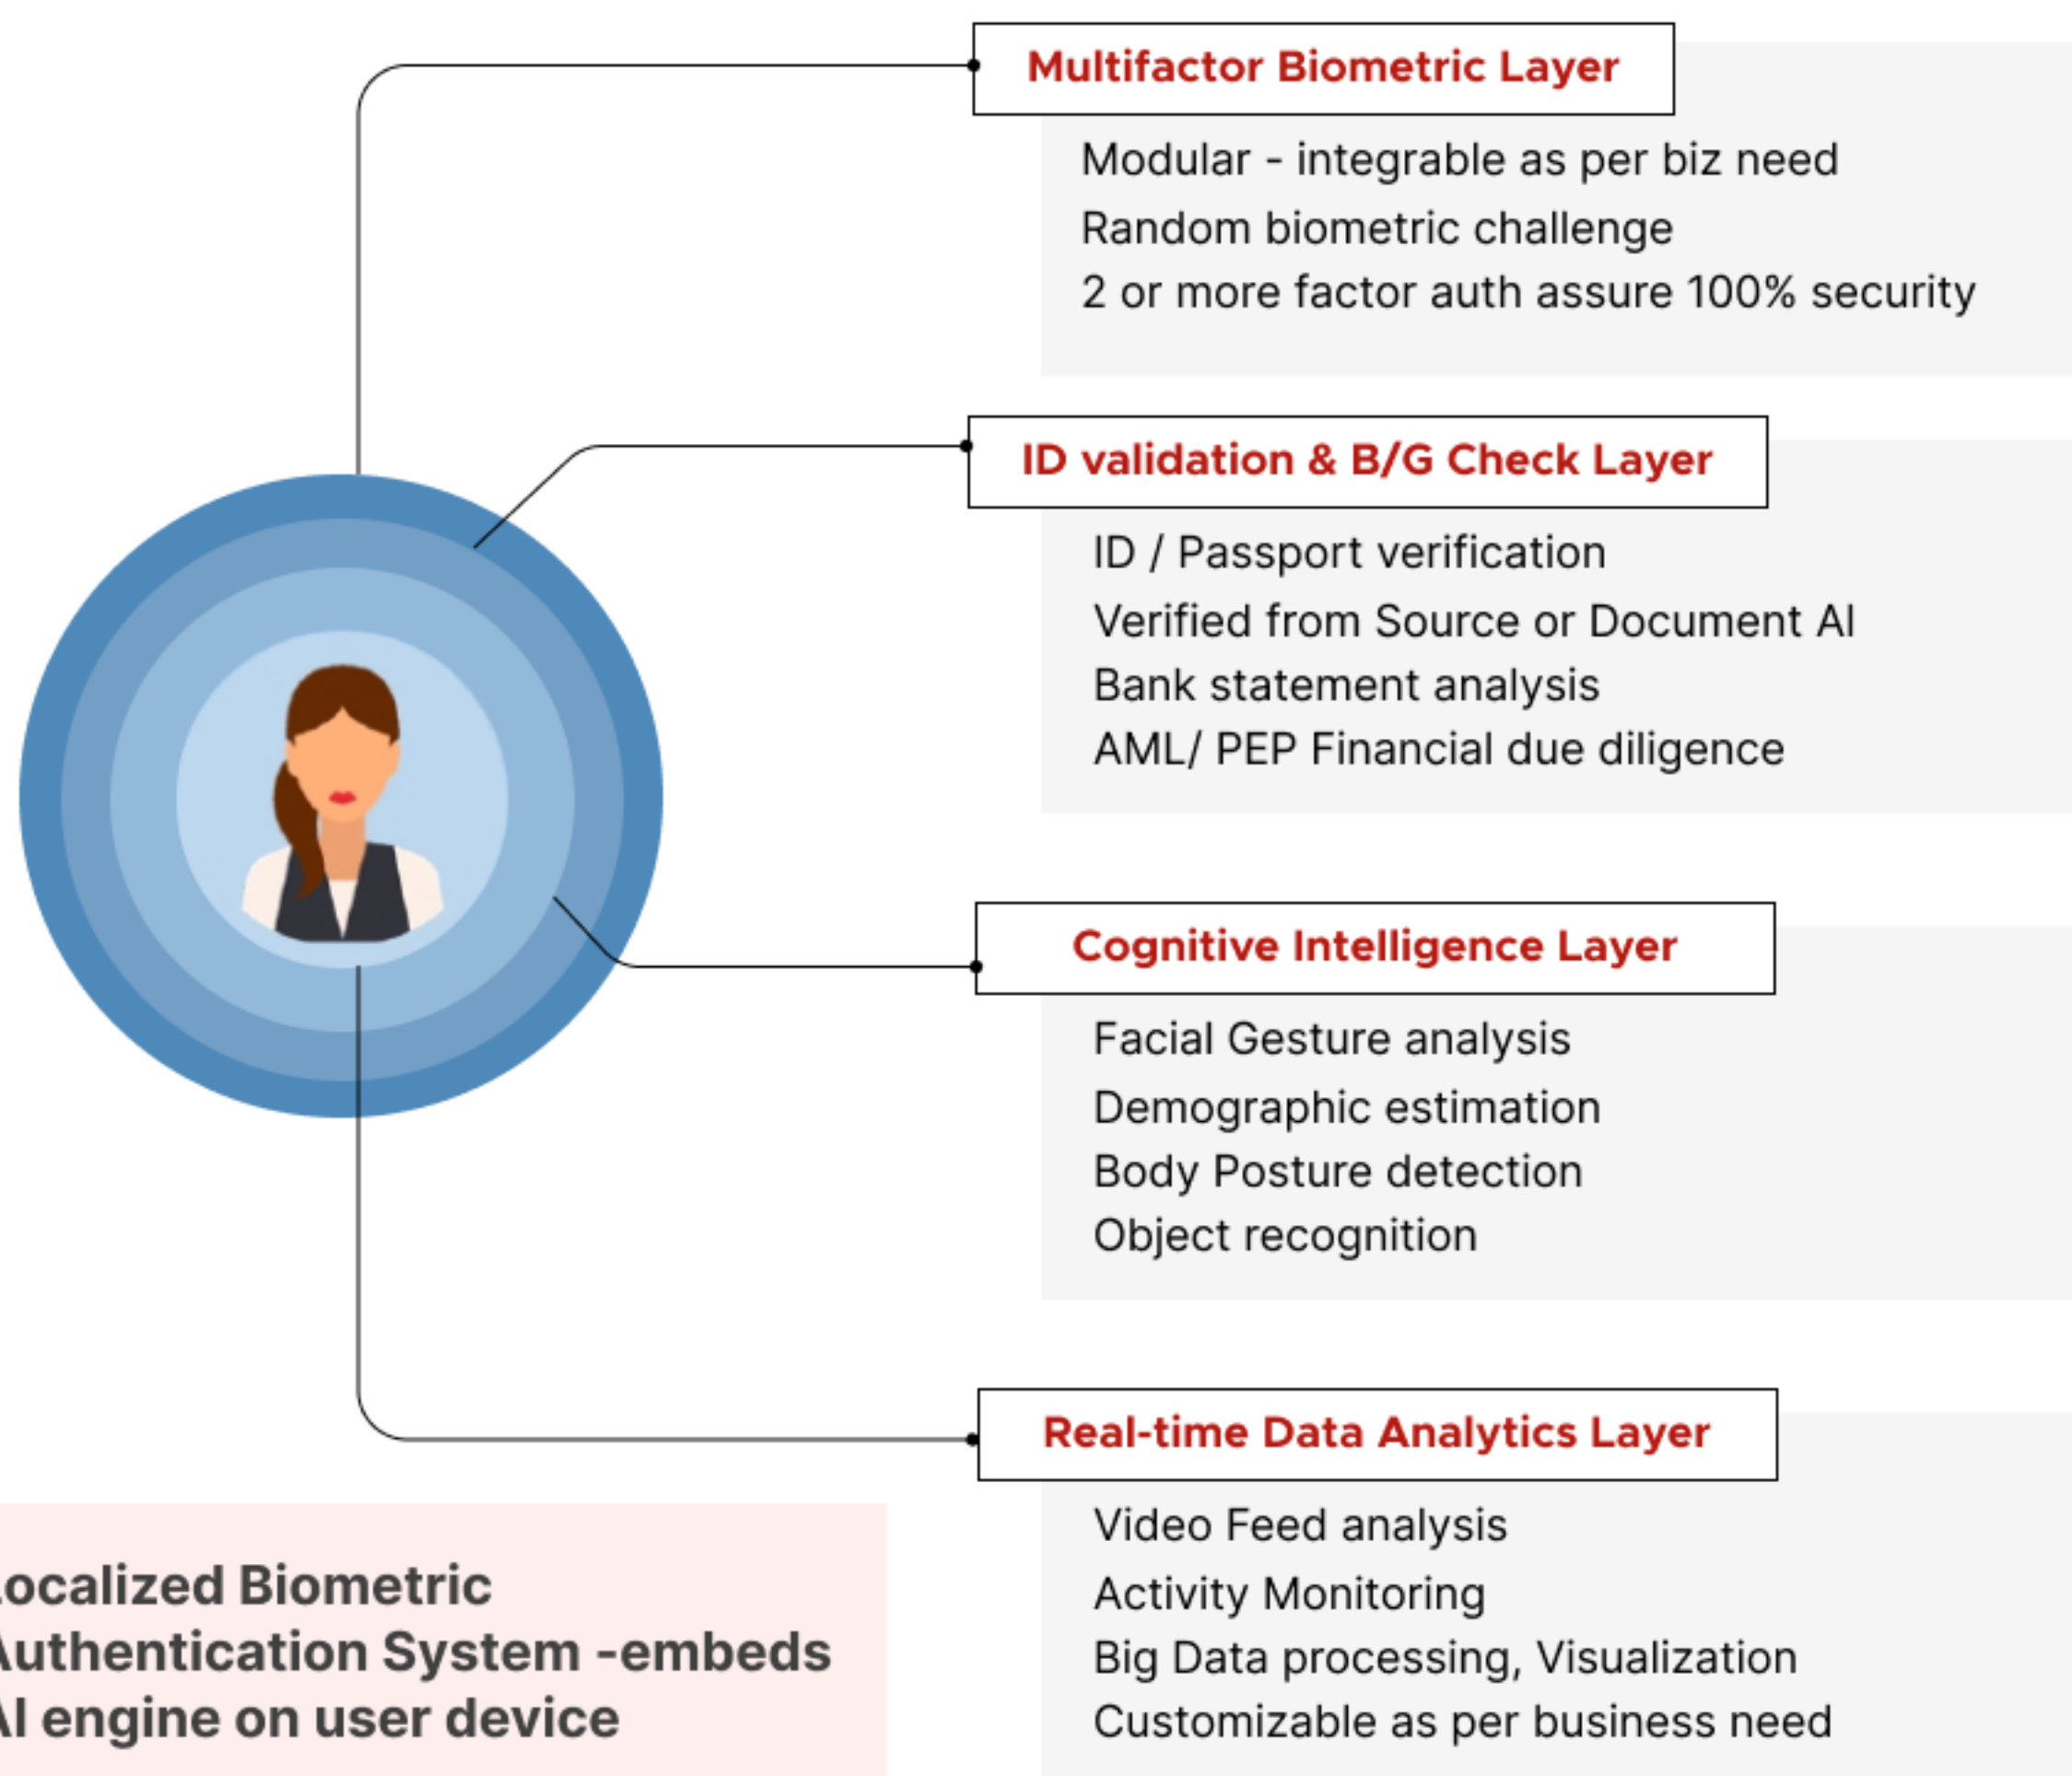 Multifactor Biometric Layer
Modular - integrable as per biz need
Random biometric challenge
2 or more factor auth assure 100% security
ID validation & B/G Check Layer
ID / Passport verification
Verified from Source or Document AI
Bank statement analysis
AML/ PEP Financial due diligence
Cognitive Intelligence Layer
Facial Gesture analysis
Demographic estimation
Body Posture detection
Object recognition
Real-time Data Analytics Layer
Video Feed analysis
Activity Monitoring
Big Data processing, Visualization
Customizable as per business need
Localized Biometric
Authentication System -embeds
AI engine on user device